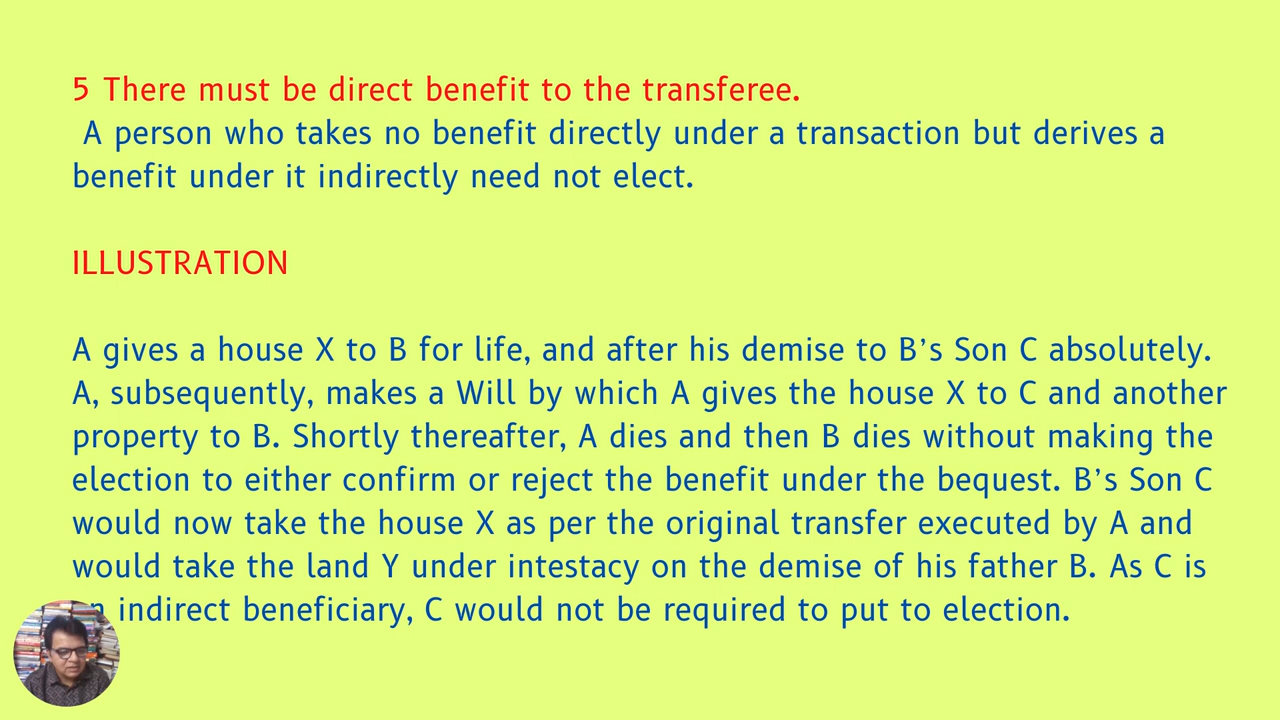 5 There must be direct benefit to the transferee.
A person who takes no benefit directly under a transaction but derives a
benefit under it indirectly need not elect.
ILLUSTRATION
A gives a house X to B for life, and after his demise to B’s Son C absolutely.
A, subsequently, makes a Will by which A gives the house X to C and another
property to B. Shortly thereafter, A dies and then B dies without making the
election to either confirm or reject the benefit under the bequest. B’s Son C
would now take the house X as per the original transfer executed by A and
would take the land Y under intestacy on the demise of his father B. As C is
indirect beneficiary, C would not be required to put to election.